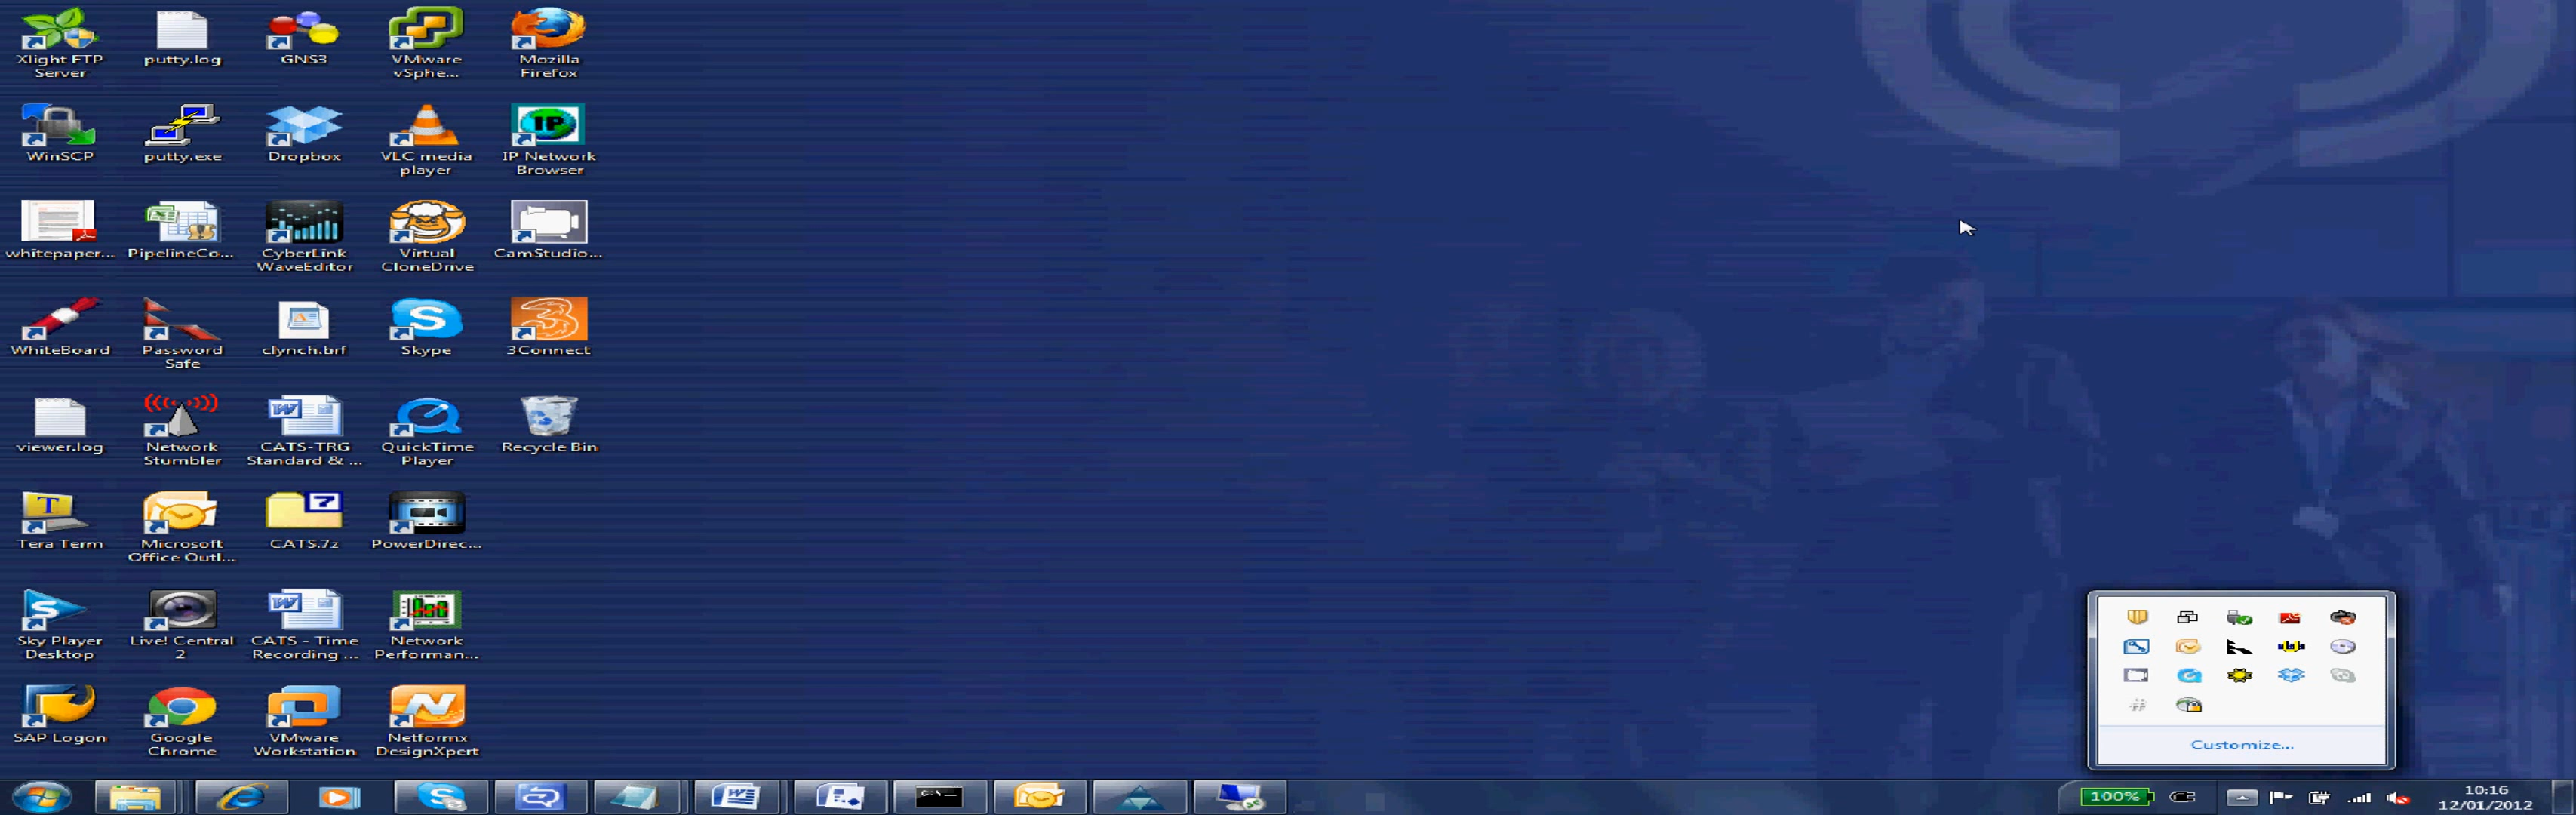 Xlight FTP
Server
putty.log
GNS3
VMware
vSphe...
Mozilla
Firefox
WinSCP
putty.exe
Dropbox
VLC media
player
IP
IP Network
Browser
whitepaper...
PipelineCo...
CyberLink
WaveEditor
Virtual
CloneDrive
CamStudio...
WhiteBoard
Password
Safe
clynch.brf
Skype
3Connect
viewer.log
Network
Stumbler
CATS-TRG
Standard & ...
QuickTime
Player
Recycle Bin
Tera Term
Microsoft
Office Outl...
CATS.7z
PowerDirec...
Sky Player
Desktop
Live! Central
2
CATS - Time
Recording ...
Network
Performan...
SAP Logon
Google
Chrome
VMware
Workstation
Netformx
DesignXpert
Customize...
100%
10:16
12/01/2012